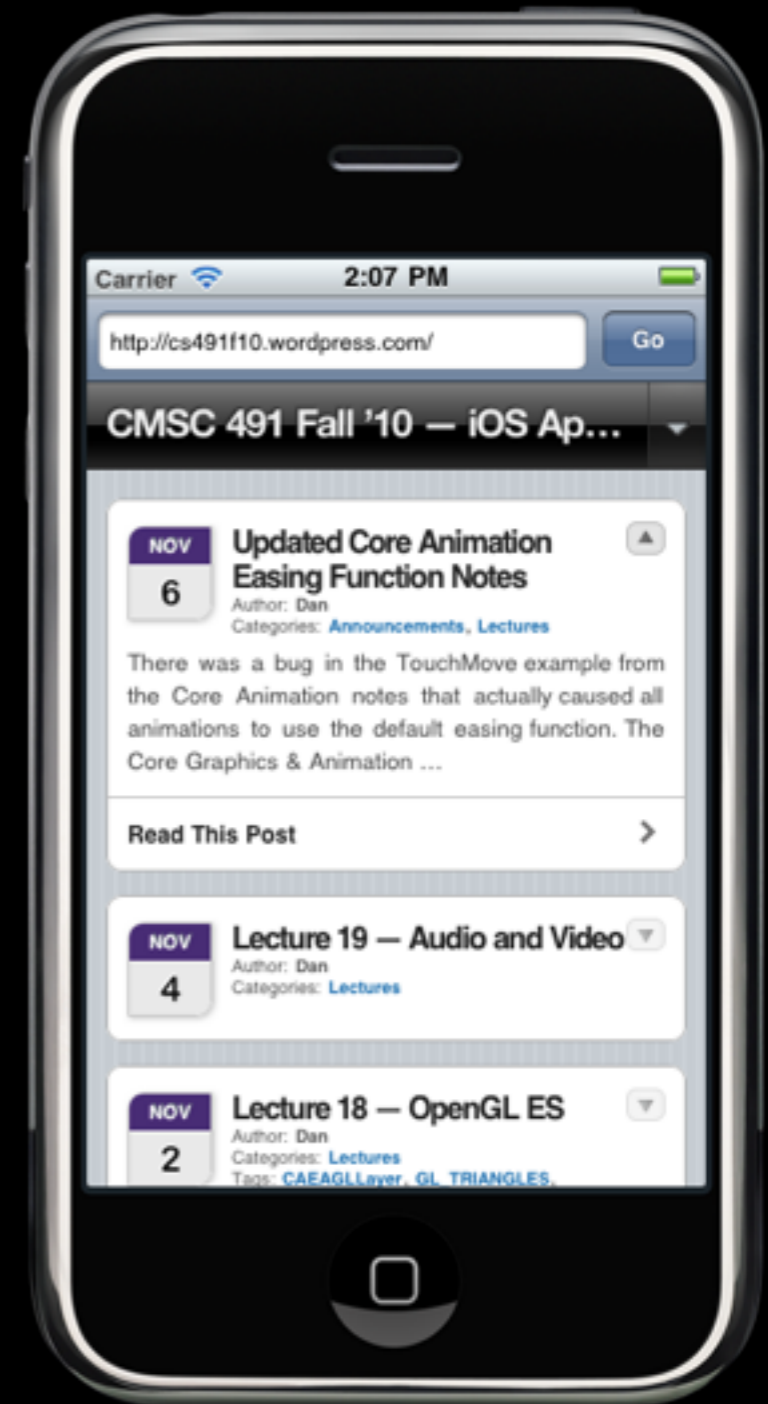 Carrier 2:07 PM
http://cs491f10.wordpress.com/ Go
CMSC 491 Fall ’10 — iOS Ap...
NOV
6
Updated Core Animation
Easing Function Notes
Author: Dan
Categories: Announcements, Lectures
There was a bug in the TouchMove example from
the Core Animation notes that actually caused all
animations to use the default easing function. The
Core Graphics & Animation ...
Read This Post
NOV
4
Lecture 19 — Audio and Video
Author: Dan
Categories: Lectures
NOV
2
Lecture 18 — OpenGL ES
Author: Dan
Categories: Lectures
Tags: CAEAGLLayer, GL_TRIANGLES,